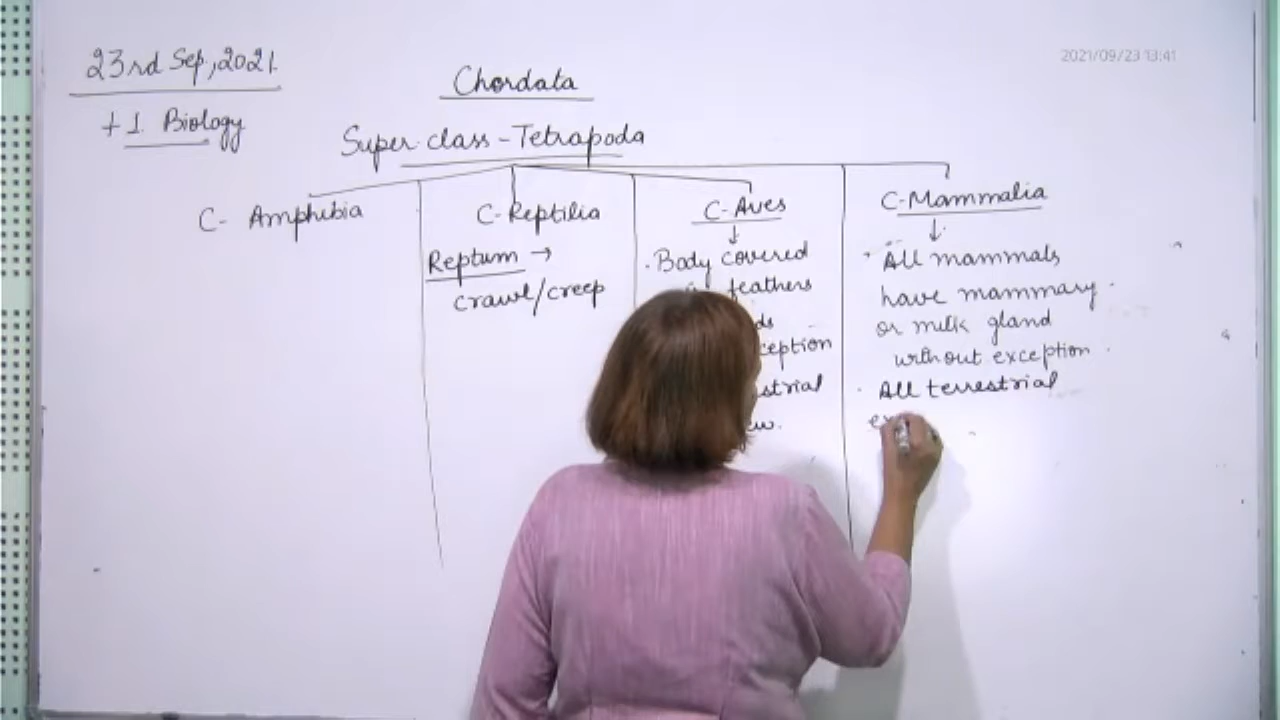 23rd Sep, 2021.
2021/09/23 13:41
+1 Biology
Chordata
Super class - Tetrapoda
C- Amphibia
C-Reptilia
Reptum →
crawl/creep
C-Aves
↓
. Body covered
feathers
C-Mammalia
↓
. All mammals
have mammary
or milk gland
without exception.
. All terrestrial